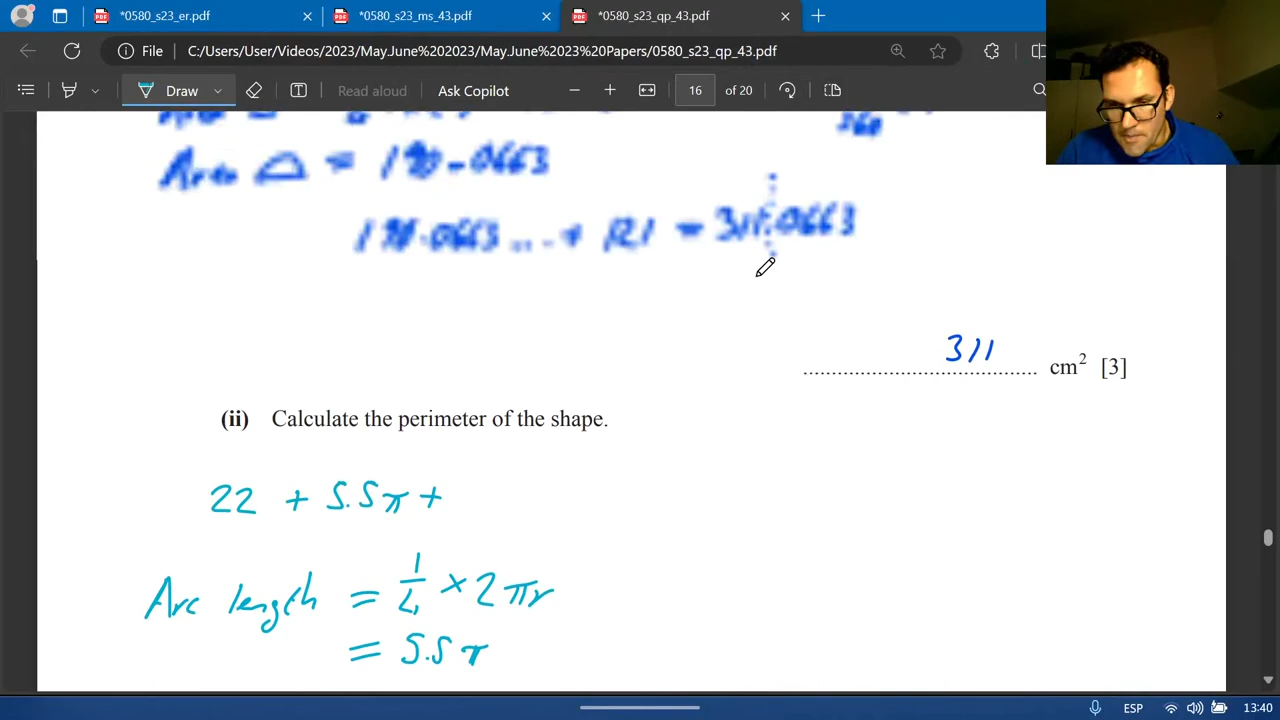 *0580_s23_er.pdf
*0580_s23_ms_43.pdf
*0580_s23_qp_43.pdf
File C:/Users/User/Videos/2023/May.June%202023/May.June%2023%20Papers/0580_s23_qp_43.pdf
Draw Read aloud Ask Copilot 16 of 20
360
Area △ = 190.0663
190.0663... + 121 = 311.0663
311
.......................................... cm² [3]
(ii) Calculate the perimeter of the shape.
22 + 5.5π +
Arc length = 1/4 × 2πr
= 5.5π
ESP 13:40